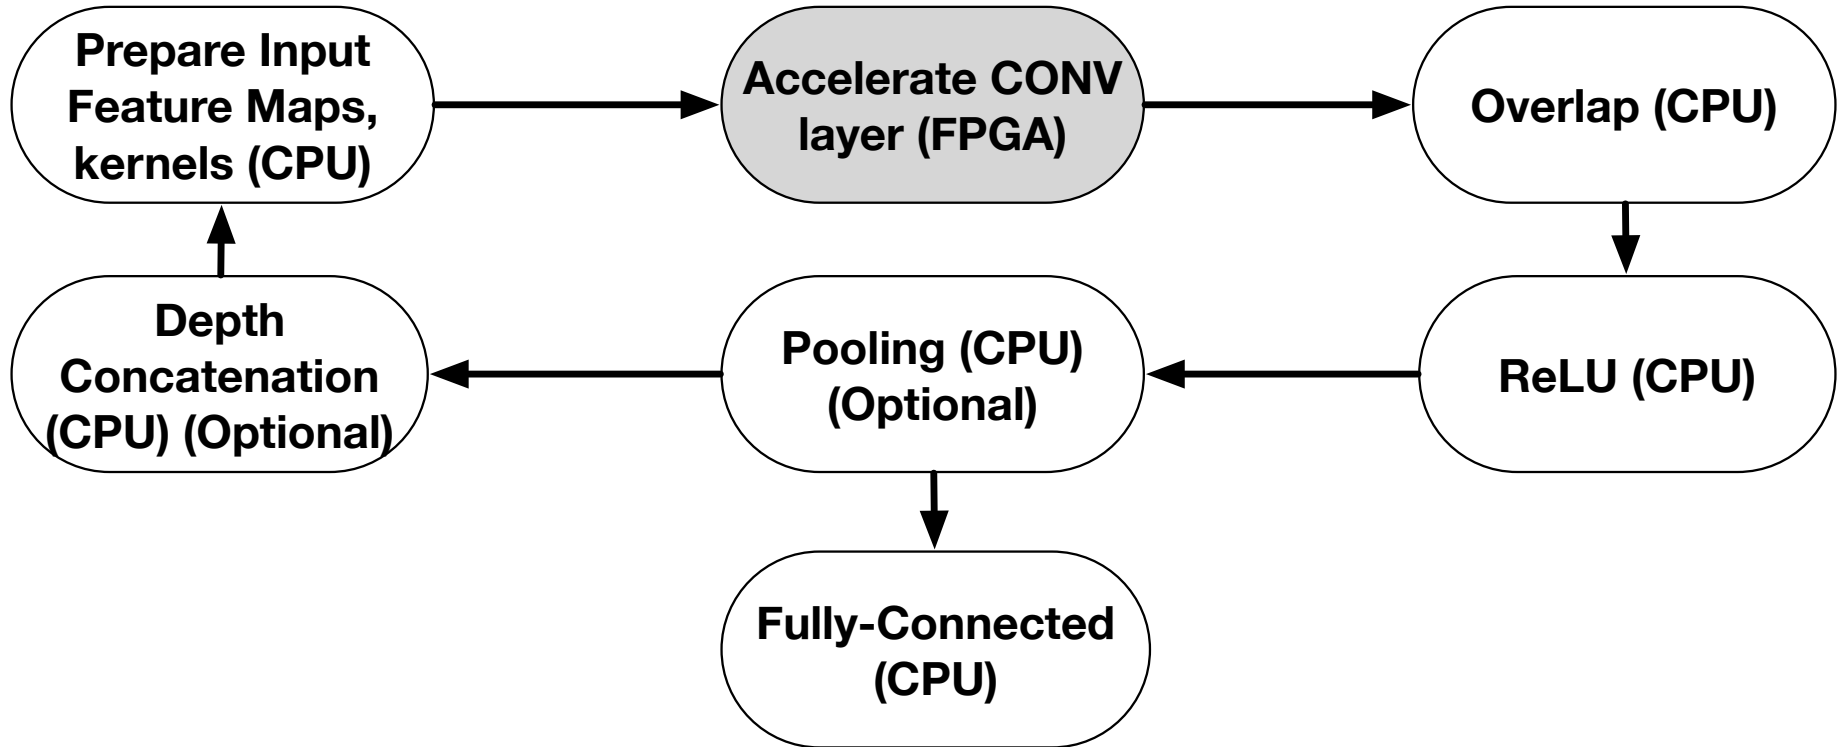 Prepare Input
Feature Maps,
kernels (CPU)
Accelerate CONV
layer (FPGA)
Overlap (CPU)
Depth
Concatenation
(CPU) (Optional)
Pooling (CPU)
(Optional)
ReLU (CPU)
Fully-Connected
(CPU)